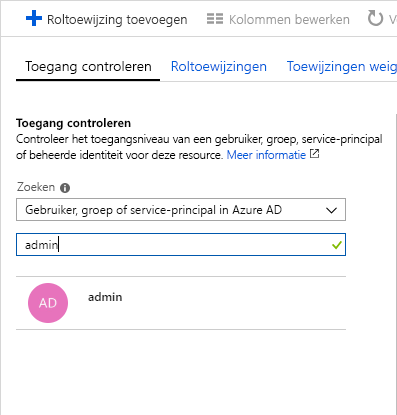 Roltoewijzing toevoegen Kolommen bewerken
Toegang controleren Roltoewijzingen Toewijzingen weig
Toegang controleren
Controleer het toegangsniveau van een gebruiker, groep, service-principal
of beheerde identiteit voor deze resource. Meer informatie
Zoeken
Gebruiker, groep of service-principal in Azure AD
admin
AD admin